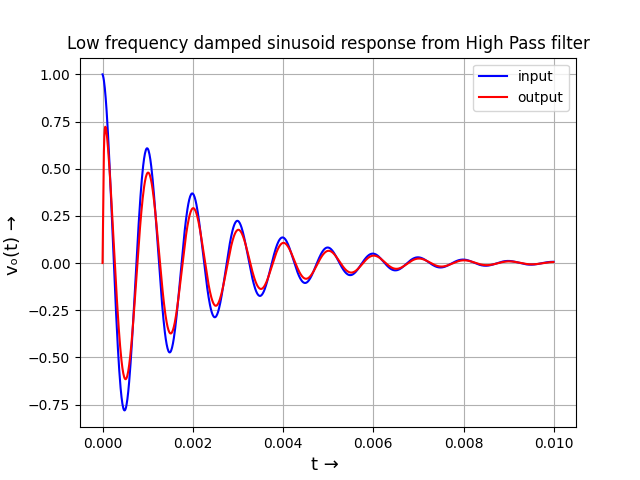 Low frequency damped sinusoid response from High Pass filter
input
output
1.00
0.75
0.50
0.25
0.00
−0.25
−0.50
−0.75
vₒ(t) →
0.000 0.002 0.004 0.006 0.008 0.010
t →